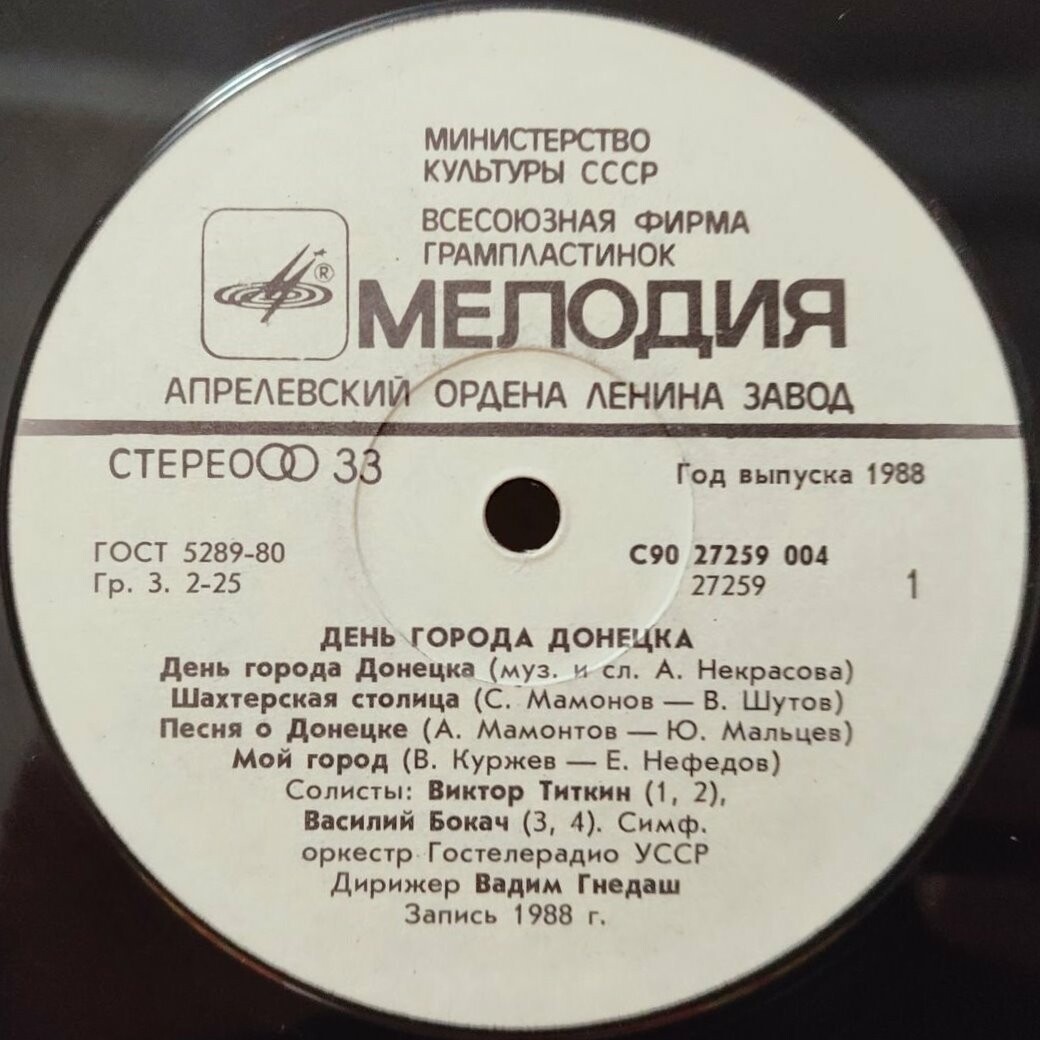 МИНИСТЕРСТВО
КУЛЬТУРЫ СССР
ВСЕСОЮЗНАЯ ФИРМА
ГРАМПЛАСТИНОК
®
МЕЛОДИЯ
АПРЕЛЕВСКИЙ ОРДЕНА ЛЕНИНА ЗАВОД
СТЕРЕО 33
Год выпуска 1988
ГОСТ 5289-80
Гр. 3. 2-25
С90 27259 004
27259
1
ДЕНЬ ГОРОДА ДОНЕЦКА
День города Донецка (муз. и сл. А. Некрасова)
Шахтерская столица (С. Мамонов — В. Шутов)
Песня о Донецке (А. Мамонтов — Ю. Мальцев)
Мой город (В. Куржев — Е. Нефедов)
Солисты: Виктор Титкин (1, 2),
Василий Бокач (3, 4). Симф.
оркестр Гостелерадио УССР
Дирижер Вадим Гнедаш
Запись 1988 г.